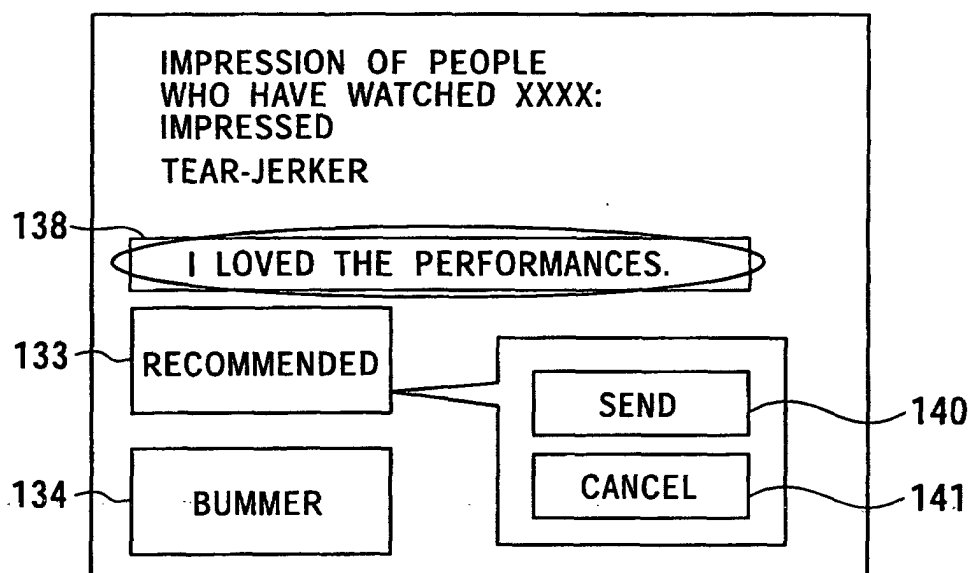 IMPRESSION OF PEOPLE
WHO HAVE WATCHED XXXX:
IMPRESSED
TEAR-JERKER
138
I LOVED THE PERFORMANCES.
133
RECOMMENDED
SEND
140
134
BUMMER
CANCEL
141